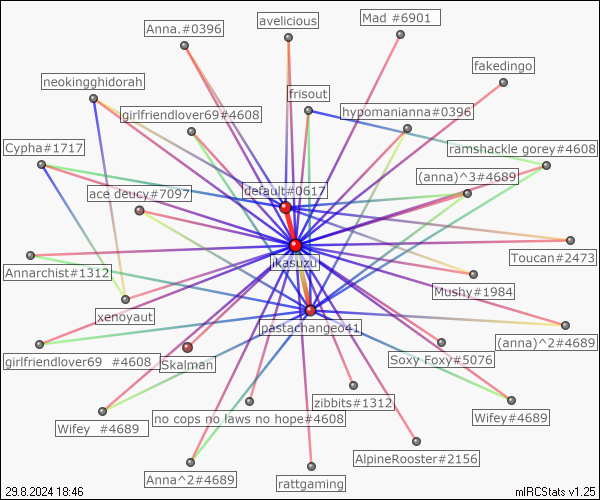 avelicious
Mad #6901
Anna.#0396
fakedingo
neokingghidorah
frisout
girlfriendlover69#4608
hypomanianna#0396
Cypha#1717
ramshackle gorey#4608
(anna)^3#4689
ace deucy#7097
default#0617
Toucan#2473
ikasuzu
Annarchist#1312
Mushy#1984
xenoyaut
pastachangeo41
(anna)^2#4689
girlfriendlover69 #4608
Skalman
Soxy Foxy#5076
zibbits#1312
no cops no laws no hope#4608
Wifey#4689
Wifey #4689
AlpineRooster#2156
Anna^2#4689
rattgaming
29.8.2024 18:46
mIRCStats v1.25